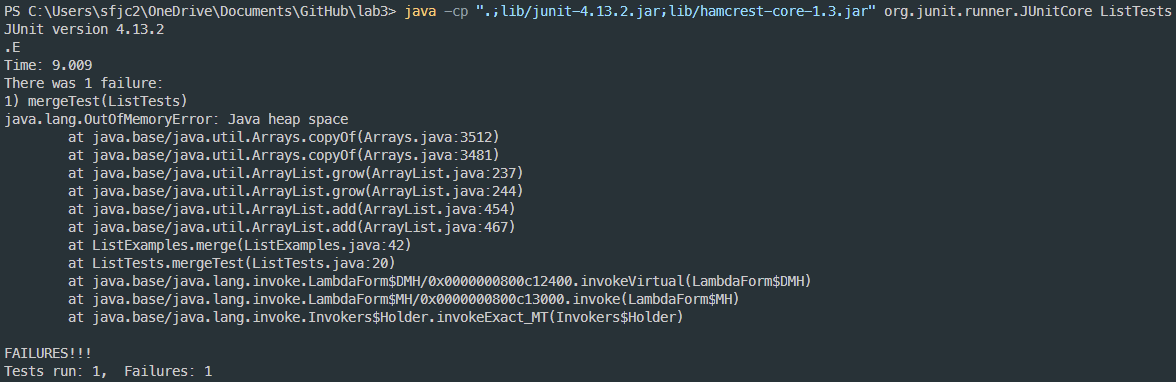 PS C:\Users\sfjc2\OneDrive\Documents\GitHub\lab3> java -cp ".;lib/junit-4.13.2.jar;lib/hamcrest-core-1.3.jar" org.junit.runner.JUnitCore ListTests
JUnit version 4.13.2
.E
Time: 9.009
There was 1 failure:
1) mergeTest(ListTests)
java.lang.OutOfMemoryError: Java heap space
at java.base/java.util.Arrays.copyOf(Arrays.java:3512)
at java.base/java.util.Arrays.copyOf(Arrays.java:3481)
at java.base/java.util.ArrayList.grow(ArrayList.java:237)
at java.base/java.util.ArrayList.grow(ArrayList.java:244)
at java.base/java.util.ArrayList.add(ArrayList.java:454)
at java.base/java.util.ArrayList.add(ArrayList.java:467)
at ListExamples.merge(ListExamples.java:42)
at ListTests.mergeTest(ListTests.java:20)
at java.base/java.lang.invoke.LambdaForm$DMH/0x0000000800c12400.invokeVirtual(LambdaForm$DMH)
at java.base/java.lang.invoke.LambdaForm$MH/0x0000000800c13000.invoke(LambdaForm$MH)
at java.base/java.lang.invoke.Invokers$Holder.invokeExact_MT(Invokers$Holder)
FAILURES!!!
Tests run: 1,  Failures: 1